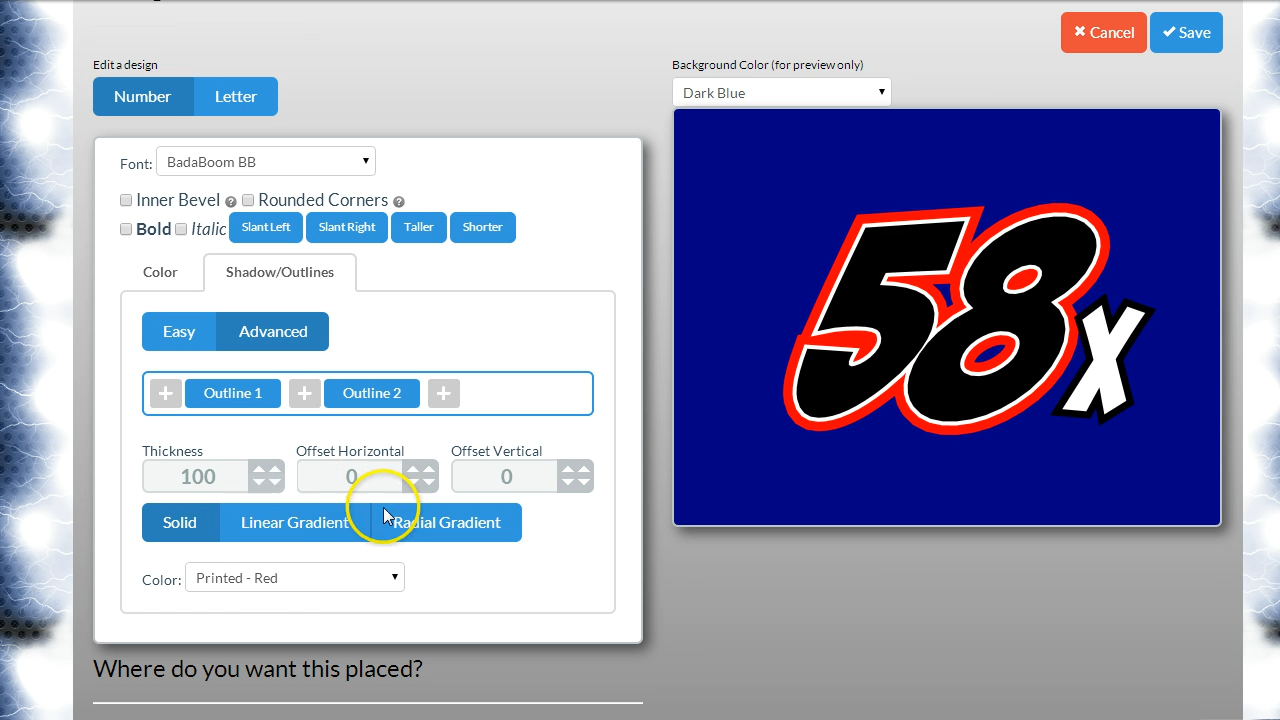 Cancel
Save
Edit a design
Background Color (for preview only)
Number
Letter
Dark Blue
Font: BadaBoom BB
Inner Bevel ? Rounded Corners ?
Bold Italic Slant Left Slant Right Taller Shorter
Color
Shadow/Outlines
Easy
Advanced
+ Outline 1 + Outline 2 +
Thickness
Offset Horizontal
Offset Vertical
100
0
0
Solid
Linear Gradient
Radial Gradient
Color: Printed - Red
58x
Where do you want this placed?